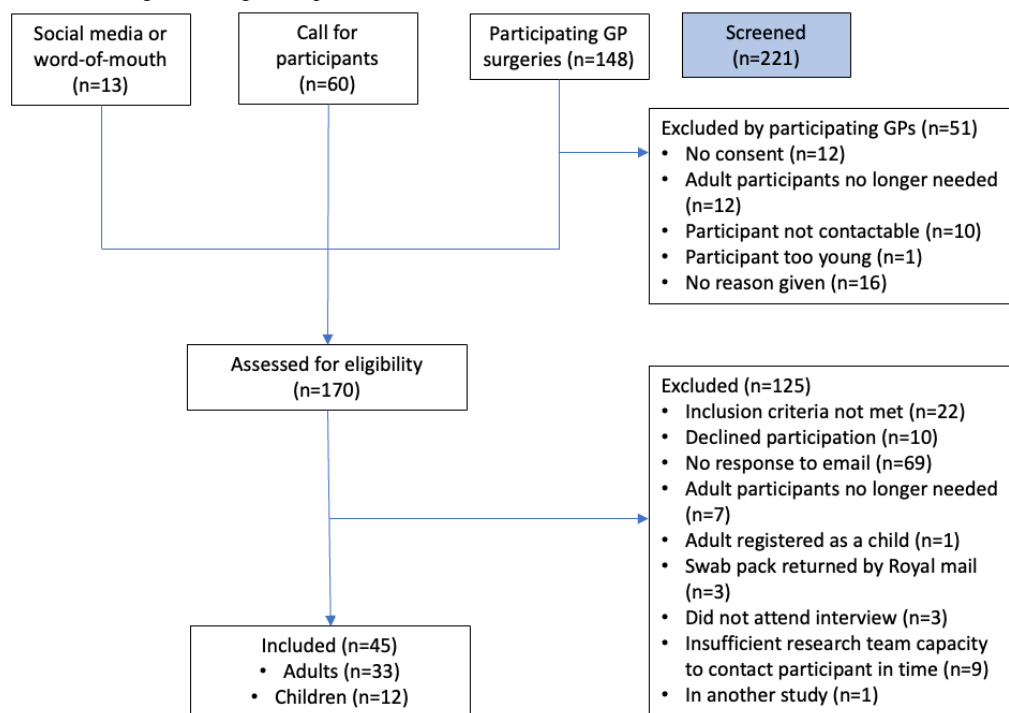 Social media or
word-of-mouth
(n=13)
Call for
participants
(n=60)
Participating GP
surgeries (n=148)
Screened
(n=221)
Excluded by participating GPs (n=51)
• No consent (n=12)
• Adult participants no longer needed
(n=12)
• Participant not contactable (n=10)
• Participant too young (n=1)
• No reason given (n=16)
Assessed for eligibility
(n=170)
Excluded (n=125)
• Inclusion criteria not met (n=22)
• Declined participation (n=10)
• No response to email (n=69)
• Adult participants no longer needed
(n=7)
• Adult registered as a child (n=1)
• Swab pack returned by Royal mail
(n=3)
• Did not attend interview (n=3)
• Insufficient research team capacity
to contact participant in time (n=9)
• In another study (n=1)
Included (n=45)
• Adults (n=33)
• Children (n=12)